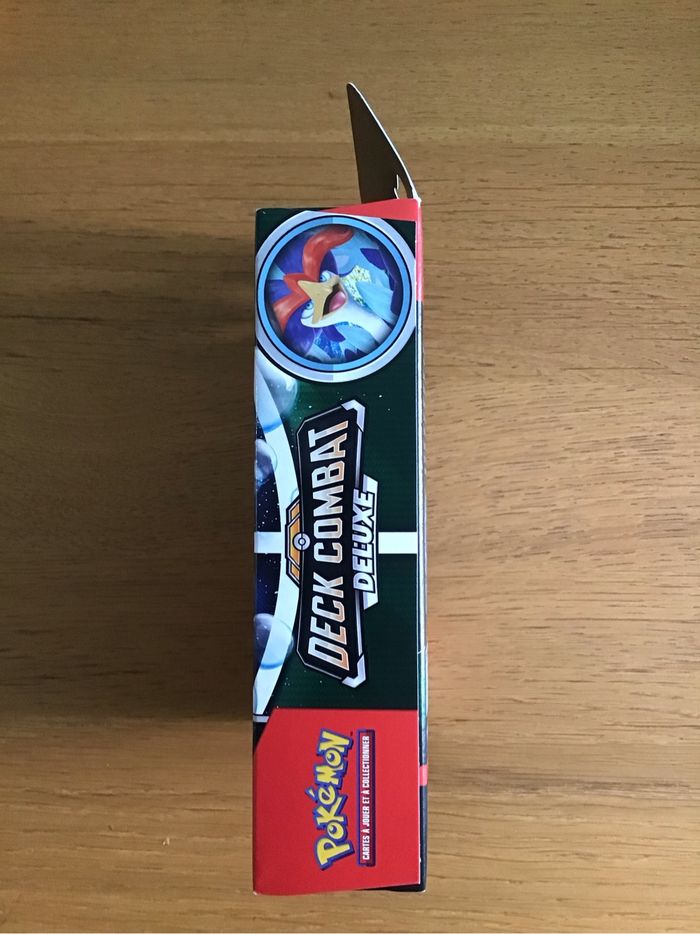 POKéMON
CARTES À JOUER ET À COLLECTIONNER
DECK COMBAT
DELUXE